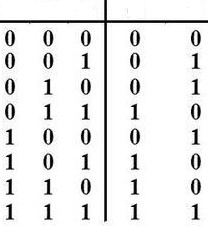 0 0 0 0 0
0 0 1 0 1
0 1 0 0 1
0 1 1 1 0
1 0 0 0 1
1 0 1 1 0
1 1 0 1 0
1 1 1 1 1